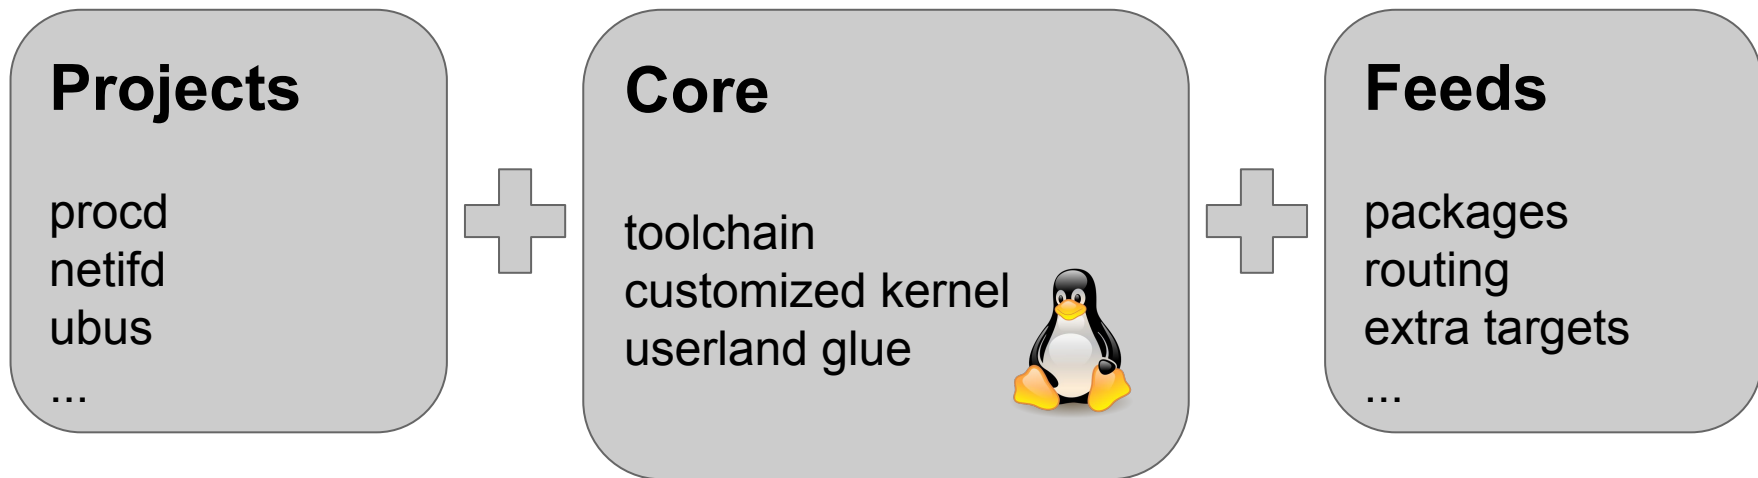 Projects
procd
netifd
ubus
...
Core
toolchain
customized kernel
userland glue
Feeds
packages
routing
extra targets
...